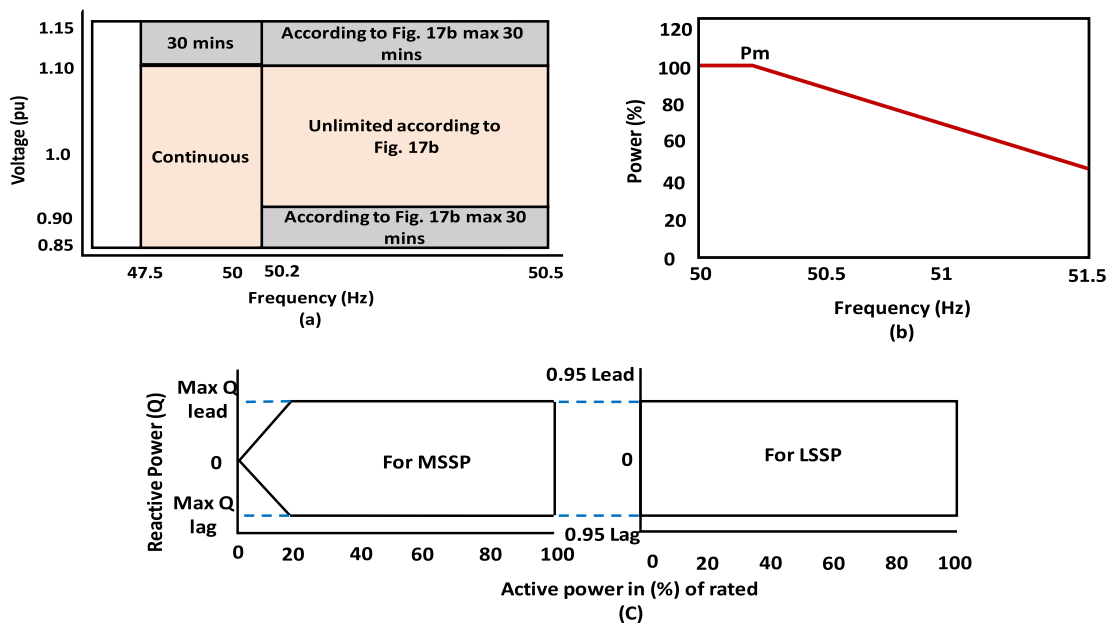 1.15
1.10
1.0
0.90
0.85
Voltage (pu)
30 mins
According to Fig. 17b max 30
mins
Continuous
Unlimited according to
Fig. 17b
According to Fig. 17b max 30
mins
47.5 50 50.2 50.5
Frequency (Hz)
(a)
120
100
80
60
40
20
0
Power (%)
Pm
50 50.5 51 51.5
Frequency (Hz)
(b)
Reactive Power (Q)
Max Q
lead
0
Max Q
lag
For MSSP
0 20 40 60 80 100
0.95 Lead
0
0.95 Lag
For LSSP
0 20 40 60 80 100
Active power in (%) of rated
(C)